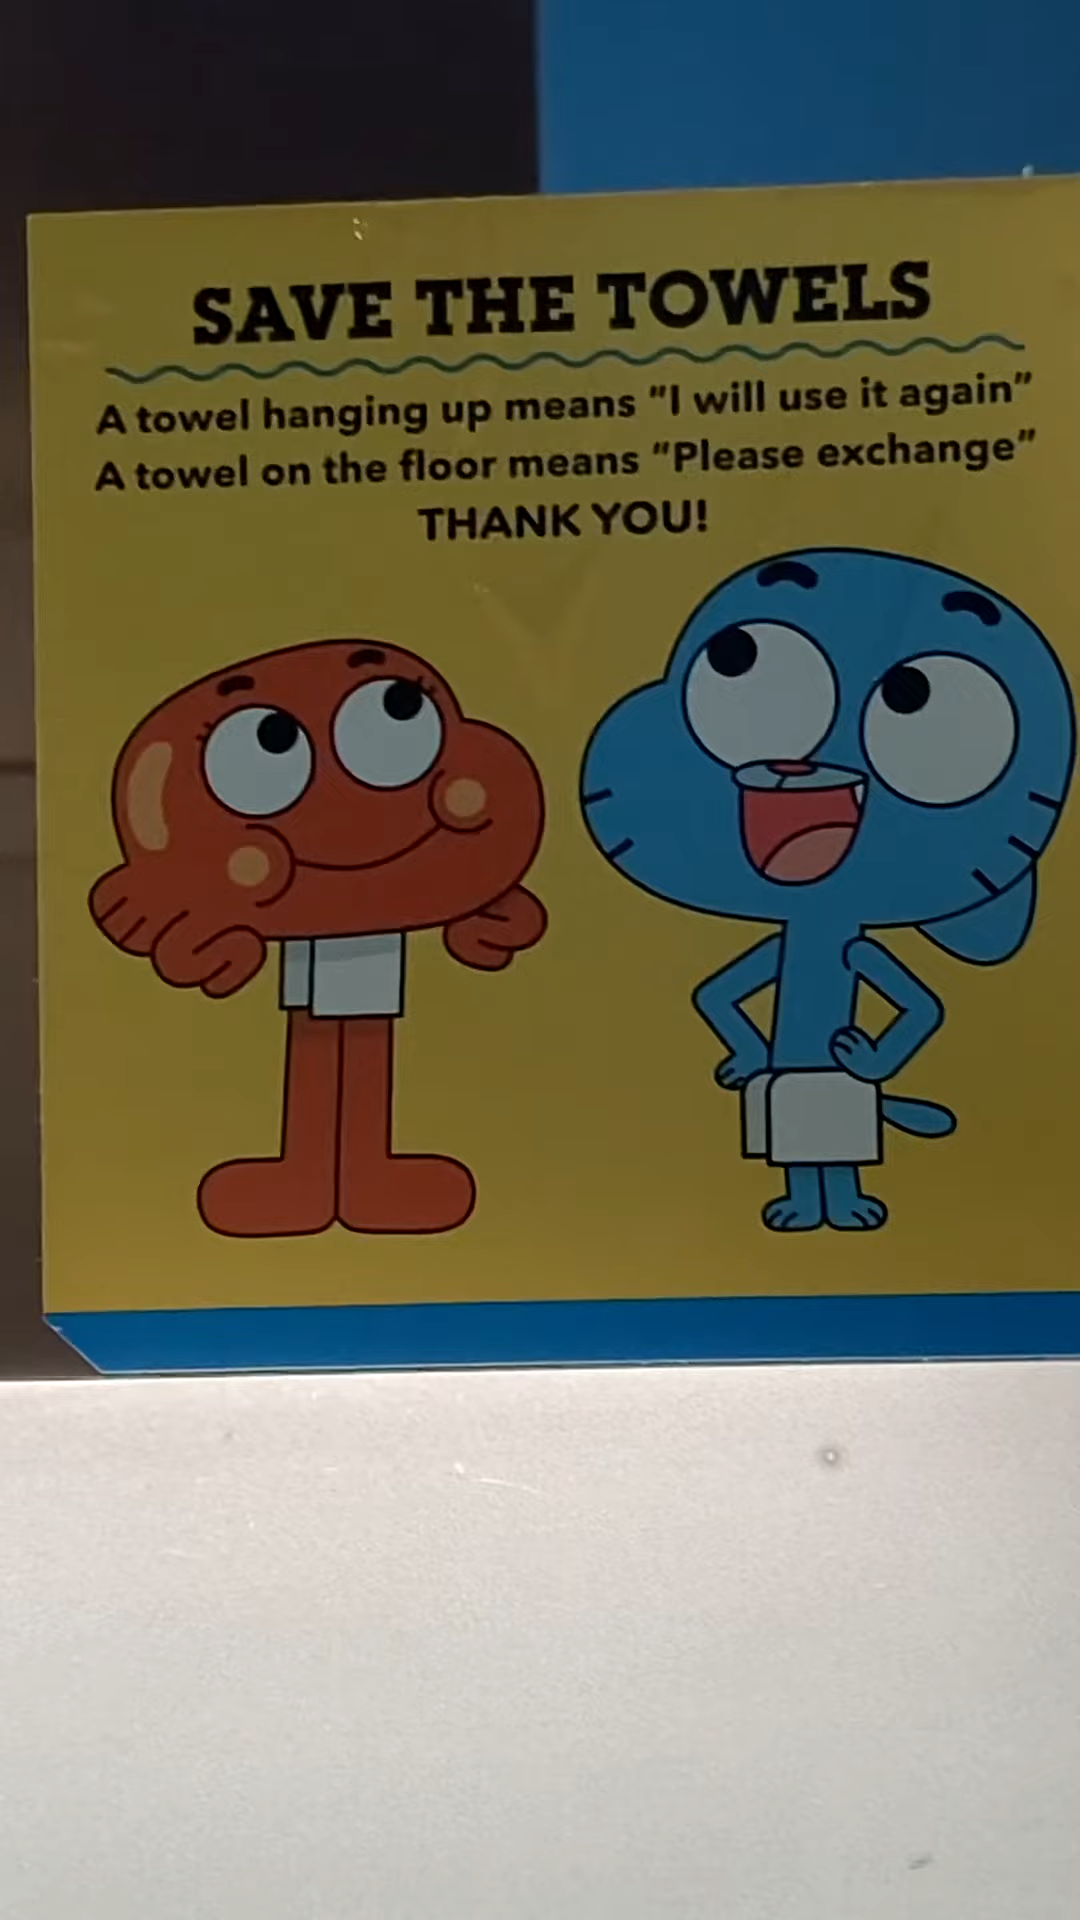 SAVE THE TOWELS
A towel hanging up means “I will use it again”
A towel on the floor means “Please exchange”
THANK YOU!